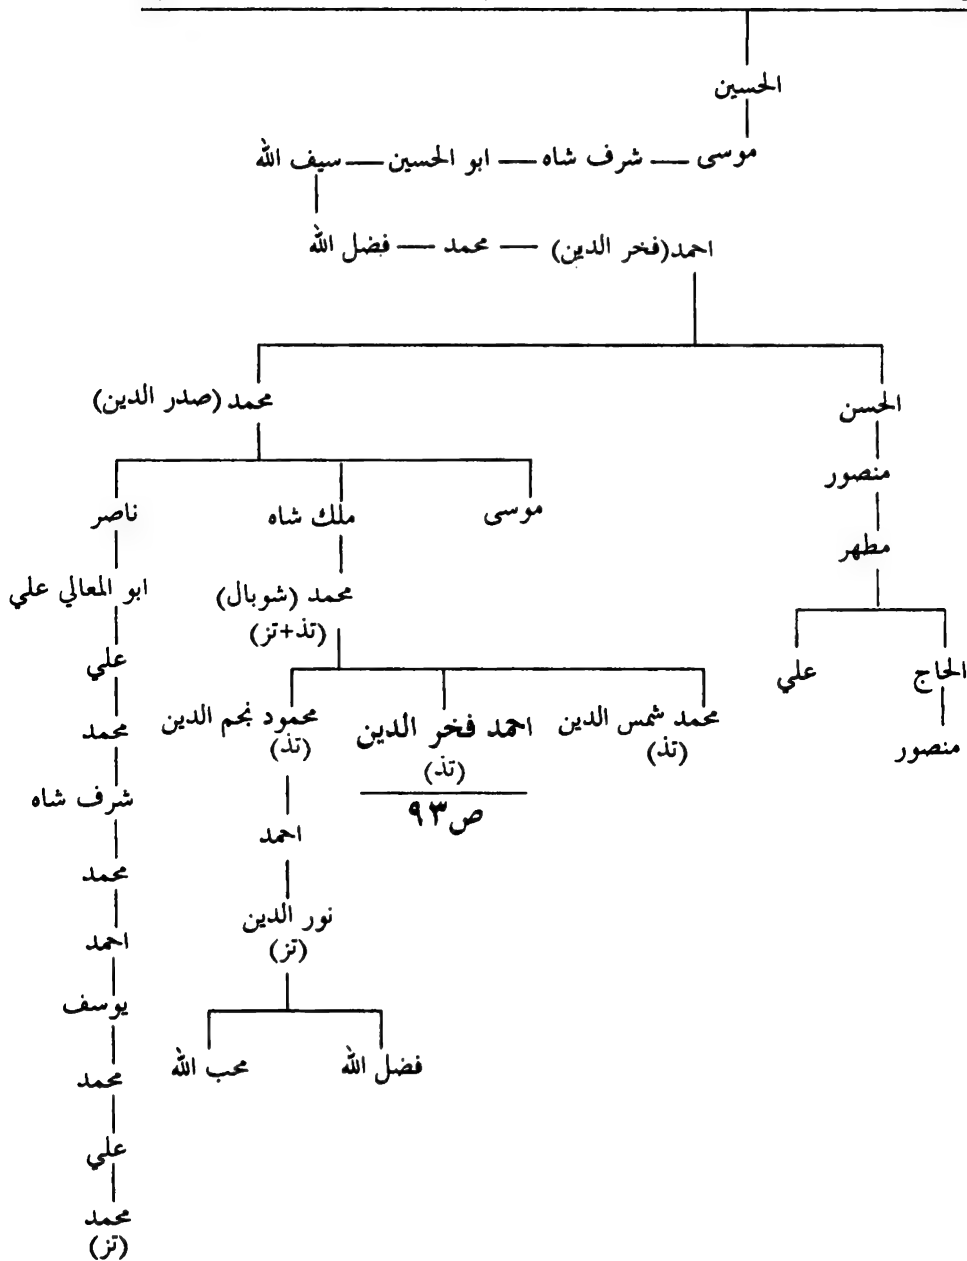 الحسين
موسى — شرف شاه — ابو الحسين — سيف الله
احمد (فخر الدين) — محمد — فضل الله
الحسن
محمد (صدر الدين)
منصور
موسى
ملك شاه
ناصر
مطهر
محمد (شوبال)
(تذ+تز)
ابو المعالي علي
الحاج
علي
علي
محمد شمس الدين
(تذ)
احمد فخر الدين
(تذ)
ص ٩٣
محمود نجم الدين
(تذ)
محمد
منصور
شرف شاه
احمد
محمد
نور الدين
(تز)
احمد
يوسف
فضل الله
محب الله
محمد
علي
محمد
(تز)